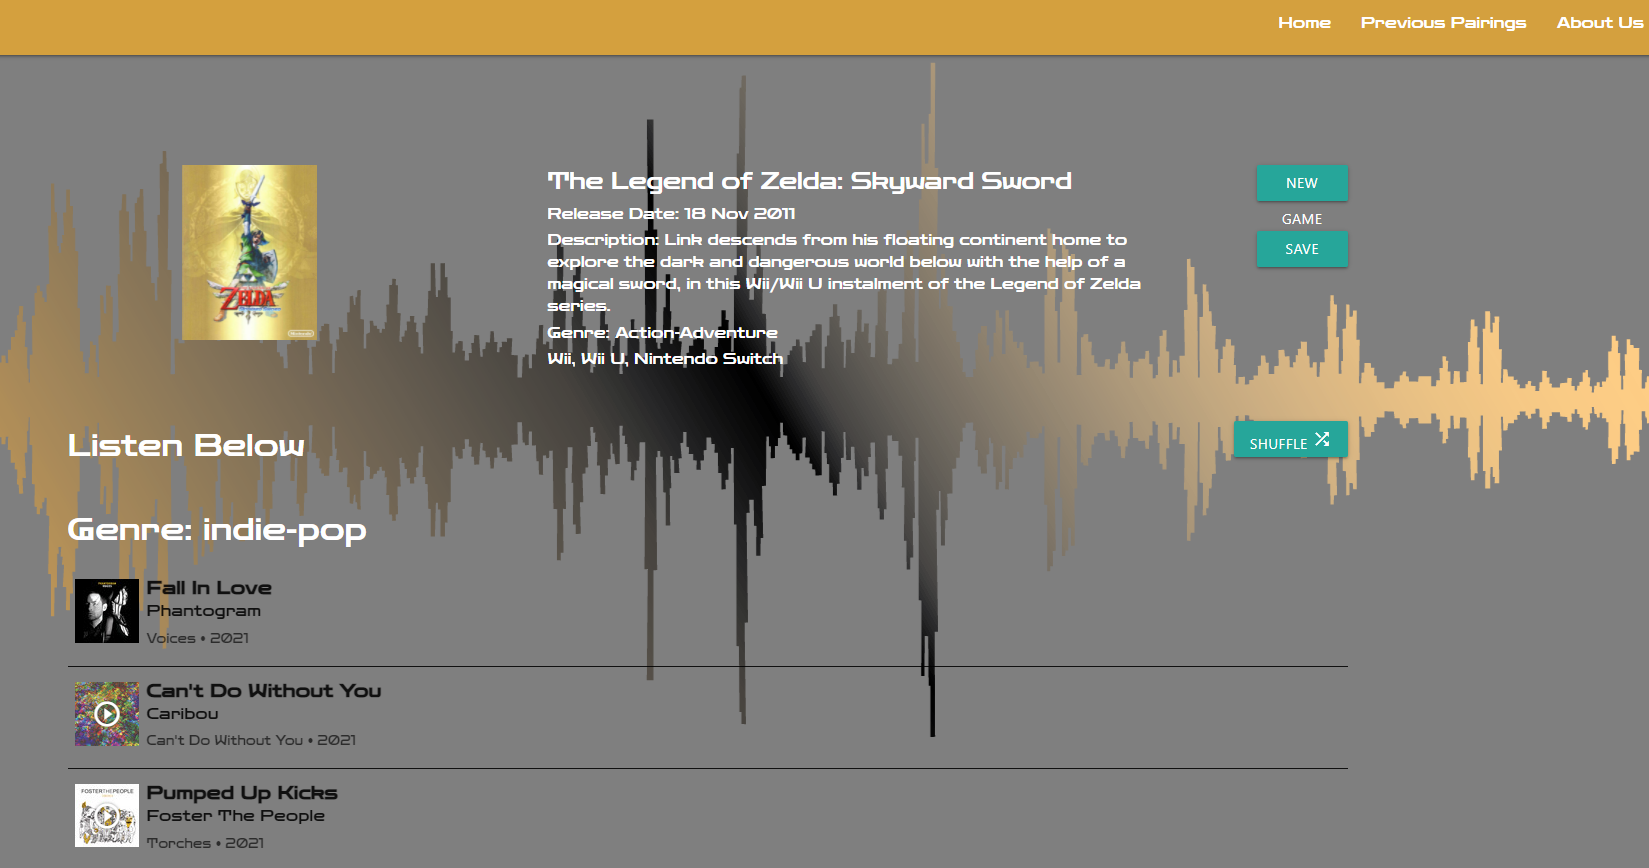 Home Previous Pairings About Us
The Legend of Zelda: Skyward Sword
NEW
Release Date: 18 Nov 2011
GAME
Description: Link descends from his floating continent home to
explore the dark and dangerous world below with the help of a
magical sword, in this Wii/Wii U instalment of the Legend of Zelda
series.
SAVE
Genre: Action-Adventure
Wii, Wii U, Nintendo Switch
ZELDA
Nintendo
Listen Below
SHUFFLE
Genre: indie-pop
Fall In Love
Phantogram
Voices • 2021
Can't Do Without You
Caribou
Can't Do Without You • 2021
FOSTERTHEPEOPLE
Pumped Up Kicks
Foster The People
Torches • 2021